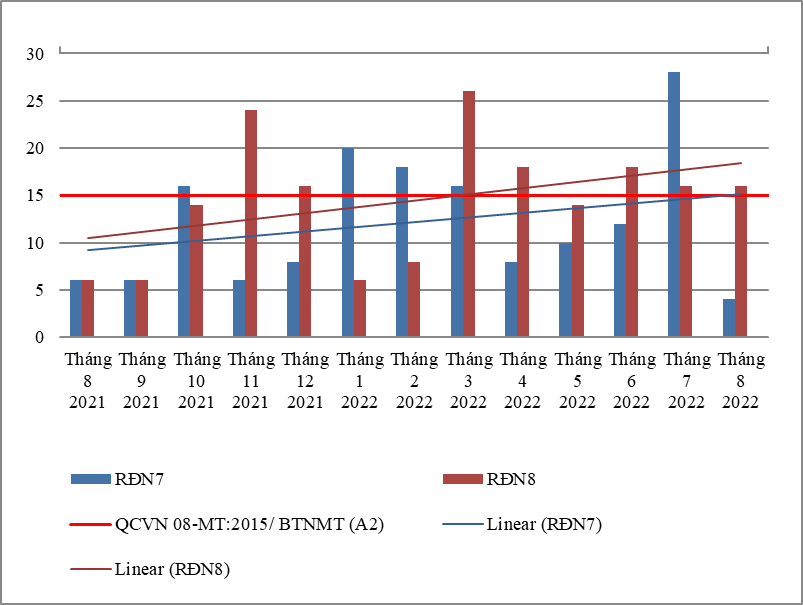 30
25
20
15
10
5
0
Tháng 8 2021
Tháng 9 2021
Tháng 10 2021
Tháng 11 2021
Tháng 12 2021
Tháng 1 2022
Tháng 2 2022
Tháng 3 2022
Tháng 4 2022
Tháng 5 2022
Tháng 6 2022
Tháng 7 2022
Tháng 8 2022
RĐN7
RĐN8
QCVN 08-MT:2015/ BTNMT (A2)
Linear (RĐN7)
Linear (RĐN8)